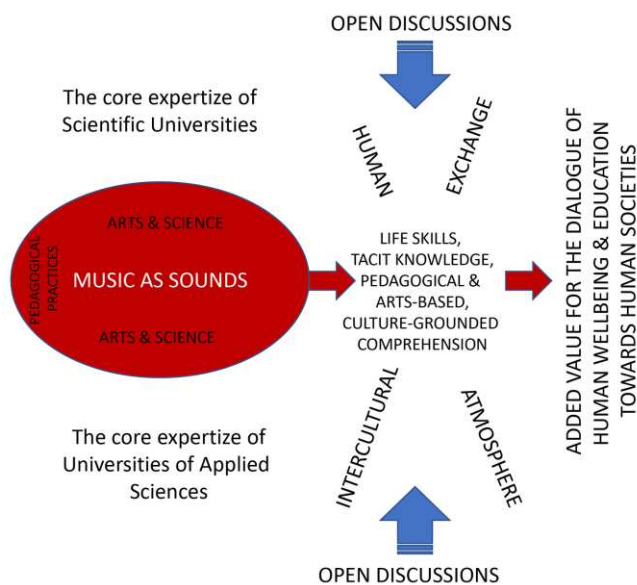 OPEN DISCUSSIONS
The core expertize of
Scientific Universities
HUMAN
EXCHANGE
ARTS & SCIENCE
PEDAGOGICAL
PRACTICES
MUSIC AS SOUNDS
ARTS & SCIENCE
LIFE SKILLS,
TACIT KNOWLEDGE,
PEDAGOGICAL &
ARTS-BASED,
CULTURE-GROUNDED
COMPREHENSION
ADDED VALUE FOR THE DIALOGUE OF
HUMAN WELLBEING & EDUCATION
TOWARDS HUMAN SOCIETIES
The core expertize of
Universities of Applied
Sciences
INTERCULTURAL
ATMOSPHERE
OPEN DISCUSSIONS